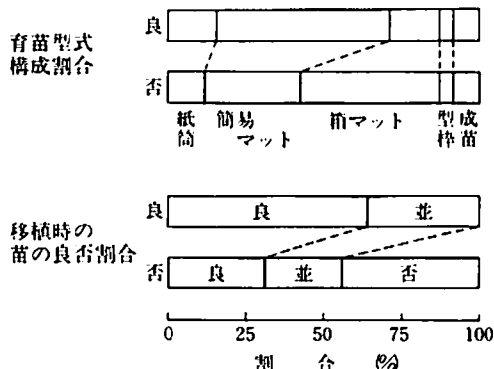 育苗型式
構成割合
良
否
紙筒
簡易マット
箱マット
型枠
成苗
移植時の
苗の良否割合
良
良
並
否
良
並
否
0 25 50 75 100
割合(%)